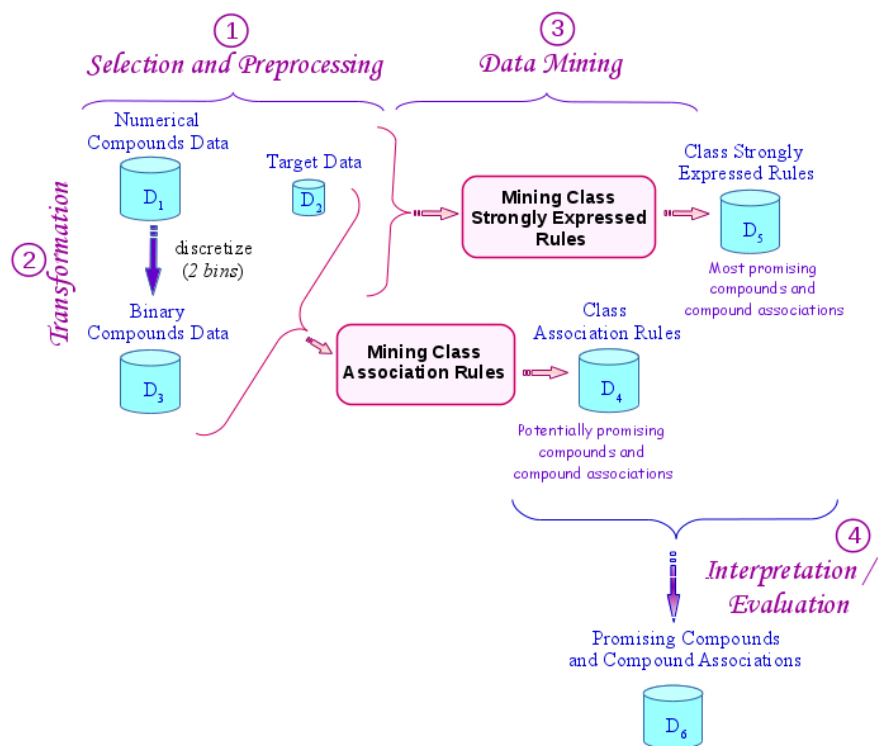 1
Selection and Preprocessing
3
Data Mining
Numerical
Compounds Data
D1
Target Data
D2
2
Transformation
discretize
(2 bins)
Binary
Compounds Data
D3
Mining Class
Strongly Expressed
Rules
Class Strongly
Expressed Rules
D5
Most promising
compounds and
compound associations
Mining Class
Association Rules
Class
Association Rules
D4
Potentially promising
compounds and
compound associations
4
Interpretation /
Evaluation
Promising Compounds
and Compound Associations
D6